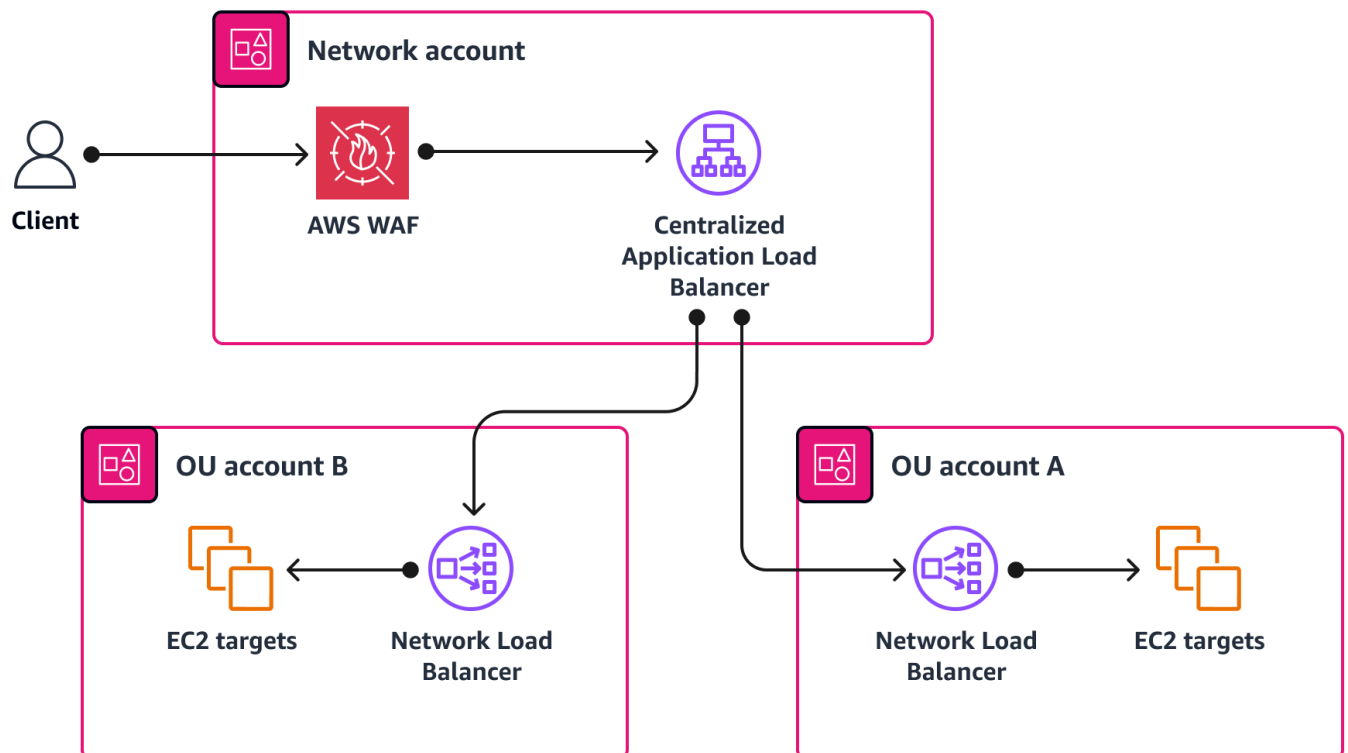 Network account
Client
AWS WAF
Centralized
Application Load
Balancer
OU account B
EC2 targets
Network Load
Balancer
OU account A
Network Load
Balancer
EC2 targets